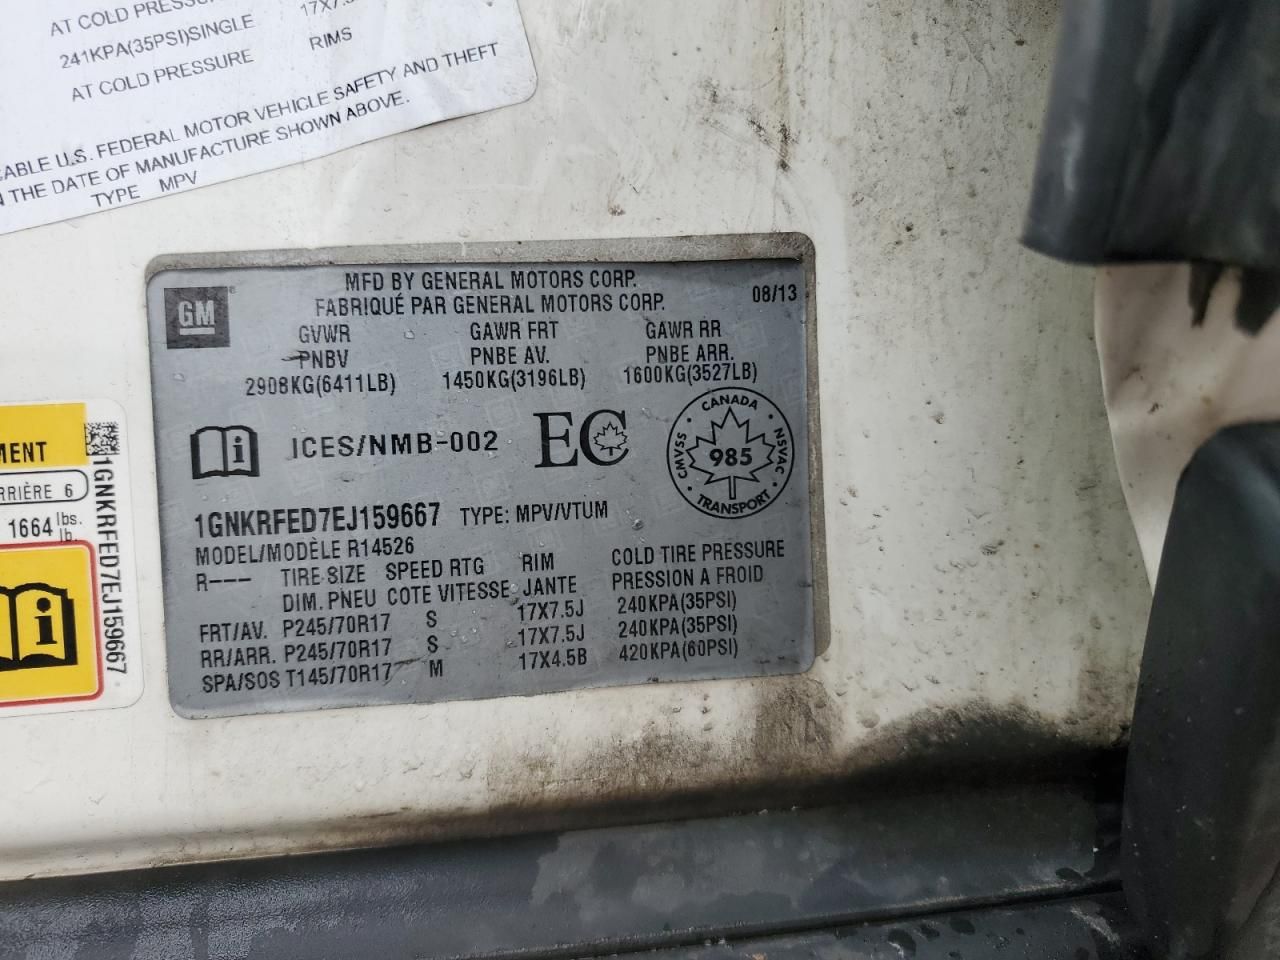 AT COLD PRESSURE
241KPA(35PSI)SINGLE
AT COLD PRESSURE
RIMS
CABLE U.S. FEDERAL MOTOR VEHICLE SAFETY AND THEFT
THE DATE OF MANUFACTURE SHOWN ABOVE.
TYPE MPV
GM
MFD BY GENERAL MOTORS CORP.
FABRIQUÉ PAR GENERAL MOTORS CORP.
08/13
GVWR GAWR FRT GAWR RR
PNBV PNBE AV. PNBE ARR.
2908KG(6411LB) 1450KG(3196LB) 1600KG(3527LB)
ICES/NMB-002
EC
CANADA
CMVSS 985 NSVAC
TRANSPORT
1GNKRFED7EJ159667 TYPE: MPV/VTUM
MODEL/MODÈLE R14526
R--- TIRE SIZE SPEED RTG RIM COLD TIRE PRESSURE
DIM. PNEU COTE VITESSE JANTE PRESSION A FROID
FRT/AV. P245/70R17 S 17X7.5J 240KPA(35PSI)
RR/ARR. P245/70R17 S 17X7.5J 240KPA(35PSI)
SPA/SOS T145/70R17 M 17X4.5B 420KPA(60PSI)
MENT
RRIÈRE 6
1664 lbs.
lb.
1GNKRFED7EJ159667